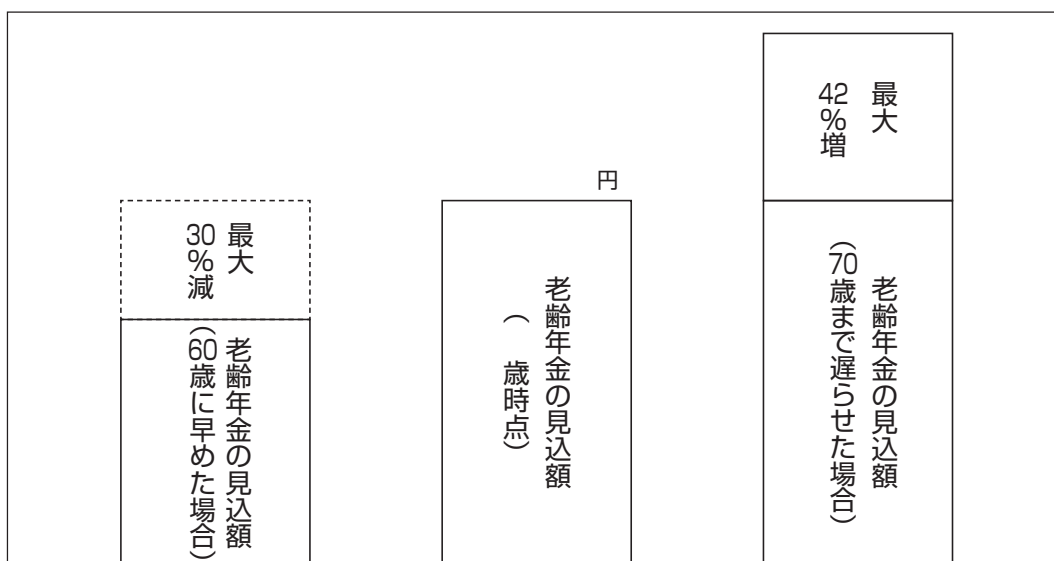 最大
30％減
老齢年金の見込額
（60歳に早めた場合）
円
老齢年金の見込額
（　歳時点）
最大
42％増
老齢年金の見込額
（70歳まで遅らせた場合）